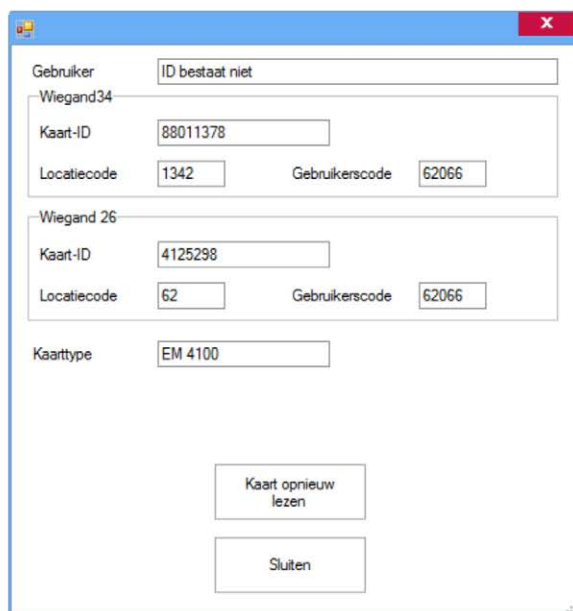 x
Gebruiker ID bestaat niet
Wiegand34
Kaart-ID 88011378
Locatiecode 1342 Gebruikerscode 62066
Wiegand 26
Kaart-ID 4125298
Locatiecode 62 Gebruikerscode 62066
Kaarttype EM 4100
Kaart opnieuw
lezen
Sluiten